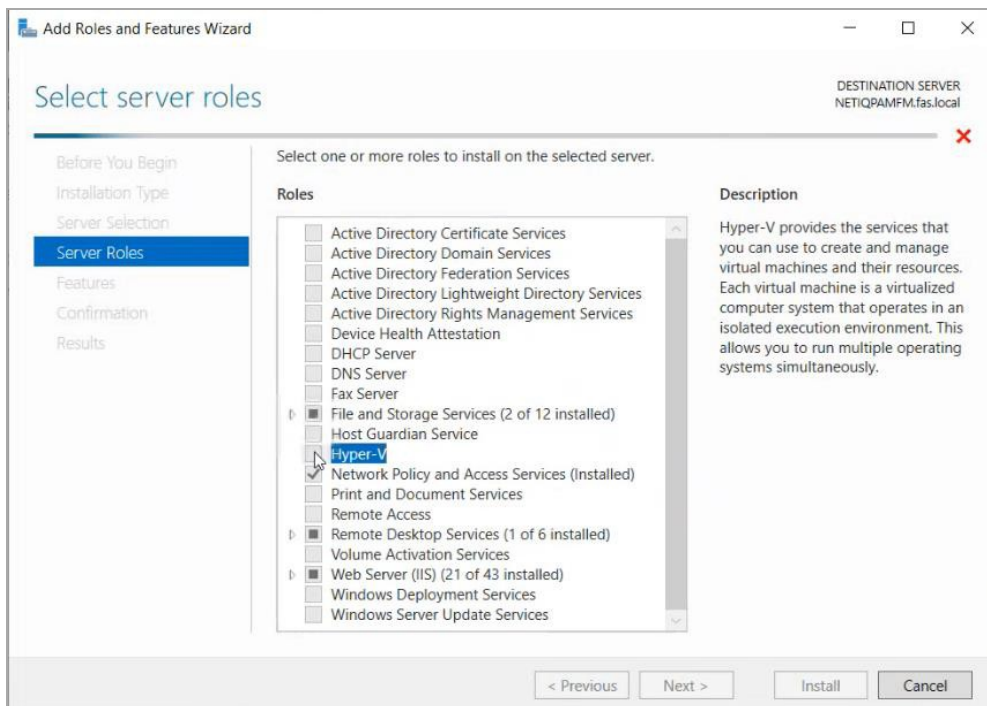 Add Roles and Features Wizard
Select server roles
DESTINATION SERVER
NETIQPAMFM.fas.local
Before You Begin
Installation Type
Server Selection
Server Roles
Features
Confirmation
Results
Select one or more roles to install on the selected server.
Roles
Active Directory Certificate Services
Active Directory Domain Services
Active Directory Federation Services
Active Directory Lightweight Directory Services
Active Directory Rights Management Services
Device Health Attestation
DHCP Server
DNS Server
Fax Server
File and Storage Services (2 of 12 installed)
Host Guardian Service
Hyper-V
Network Policy and Access Services (Installed)
Print and Document Services
Remote Access
Remote Desktop Services (1 of 6 installed)
Volume Activation Services
Web Server (IIS) (21 of 43 installed)
Windows Deployment Services
Windows Server Update Services
Description
Hyper-V provides the services that
you can use to create and manage
virtual machines and their resources.
Each virtual machine is a virtualized
computer system that operates in an
isolated execution environment. This
allows you to run multiple operating
systems simultaneously.
< Previous
Next >
Install
Cancel